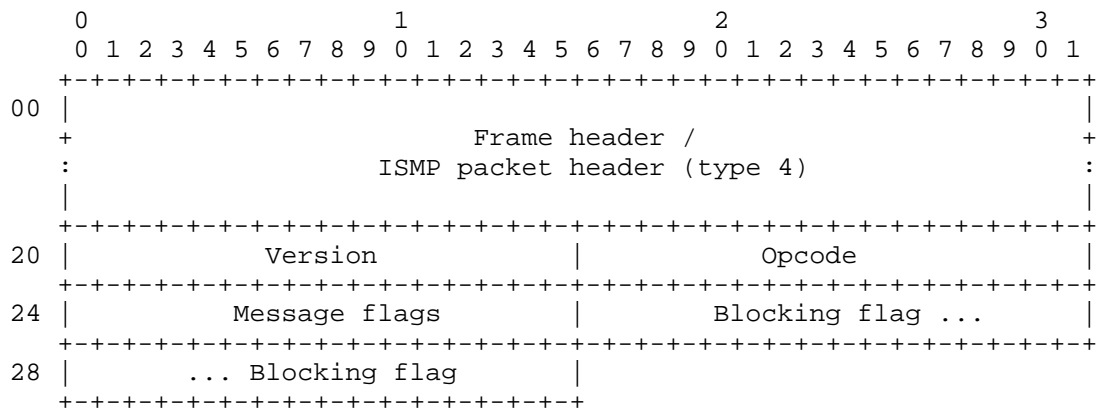 0                   1                   2                   3
     0 1 2 3 4 5 6 7 8 9 0 1 2 3 4 5 6 7 8 9 0 1 2 3 4 5 6 7 8 9 0 1
    +-+-+-+-+-+-+-+-+-+-+-+-+-+-+-+-+-+-+-+-+-+-+-+-+-+-+-+-+-+-+-+-+
00  |                                                               |
    +                         Frame header /                        +
    :                   ISMP packet header (type 4)                 :
    |                                                               |
    +-+-+-+-+-+-+-+-+-+-+-+-+-+-+-+-+-+-+-+-+-+-+-+-+-+-+-+-+-+-+-+-+
20  |            Version            |           Opcode              |
    +-+-+-+-+-+-+-+-+-+-+-+-+-+-+-+-+-+-+-+-+-+-+-+-+-+-+-+-+-+-+-+-+
24  |          Message flags        |        Blocking flag ...      |
    +-+-+-+-+-+-+-+-+-+-+-+-+-+-+-+-+-+-+-+-+-+-+-+-+-+-+-+-+-+-+-+-+
28  |       ... Blocking flag       |
    +-+-+-+-+-+-+-+-+-+-+-+-+-+-+-+-+